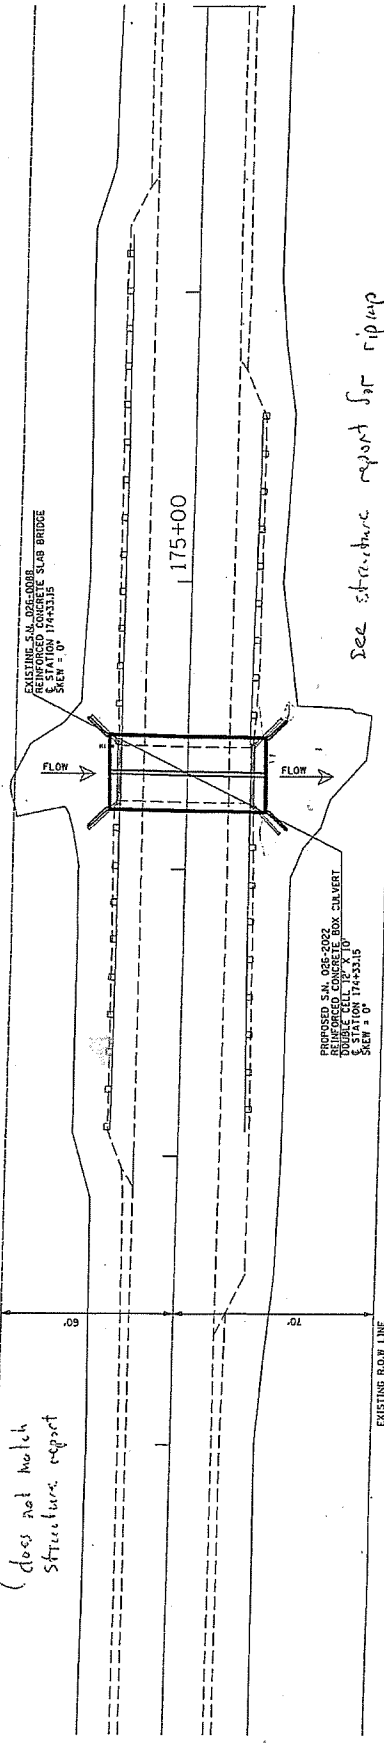 EXISTING S.N. 026-0088
REINFORCED CONCRETE SLAB BRIDGE
℄ STATION 174+33.15
SKEW = 0°
175+00
FLOW
FLOW
See structure report for riprap
PROPOSED S.N. 026-2022
REINFORCED CONCRETE BOX CULVERT
DOUBLE CELL 12' X 10'
℄ STATION 174+33.15
SKEW = 0°
60'
70'
EXISTING R.O.W LINE
(does not match
structure report